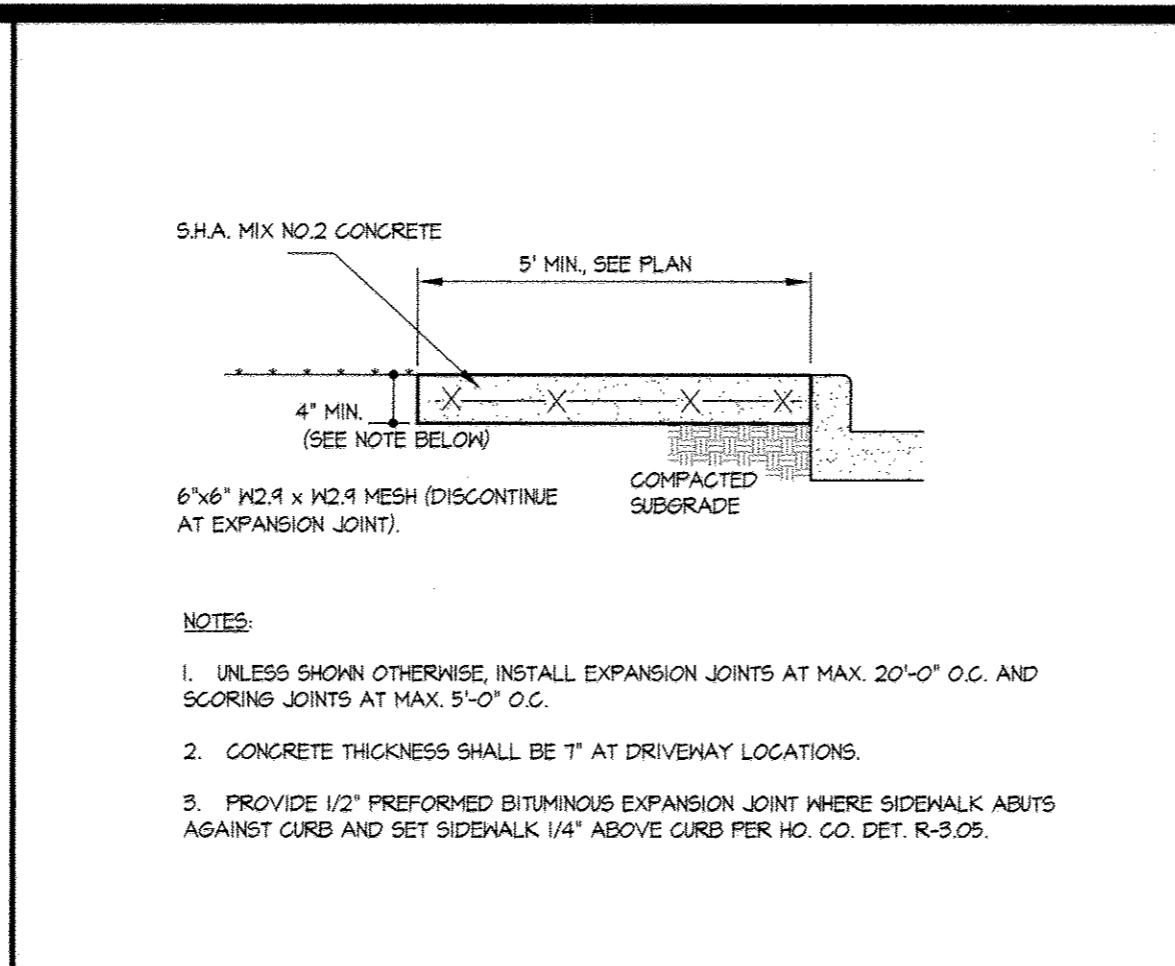 S.H.A. MIX NO.2 CONCRETE
5' MIN., SEE PLAN
4" MIN.
(SEE NOTE BELOW)
COMPACTED
SUBGRADE
6"x6" W2.9 x W2.9 MESH (DISCONTINUE
AT EXPANSION JOINT).
NOTES:
1. UNLESS SHOWN OTHERWISE, INSTALL EXPANSION JOINTS AT MAX. 20'-0" O.C. AND
SCORING JOINTS AT MAX. 5'-0" O.C.
2. CONCRETE THICKNESS SHALL BE 7" AT DRIVEWAY LOCATIONS.
3. PROVIDE 1/2" PREFORMED BITUMINOUS EXPANSION JOINT WHERE SIDEWALK ABUTS
AGAINST CURB AND SET SIDEWALK 1/4" ABOVE CURB PER HO. CO. DET. R-3.05.